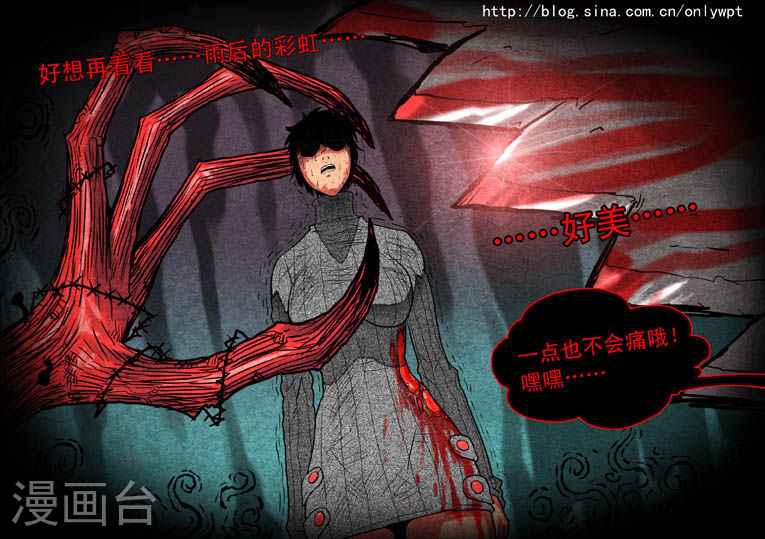 http://blog.sina.com.cn/onlywpt
好想再看看……雨后的彩虹……
……好美……
一点也不会痛哦！
嘿嘿……
漫画台